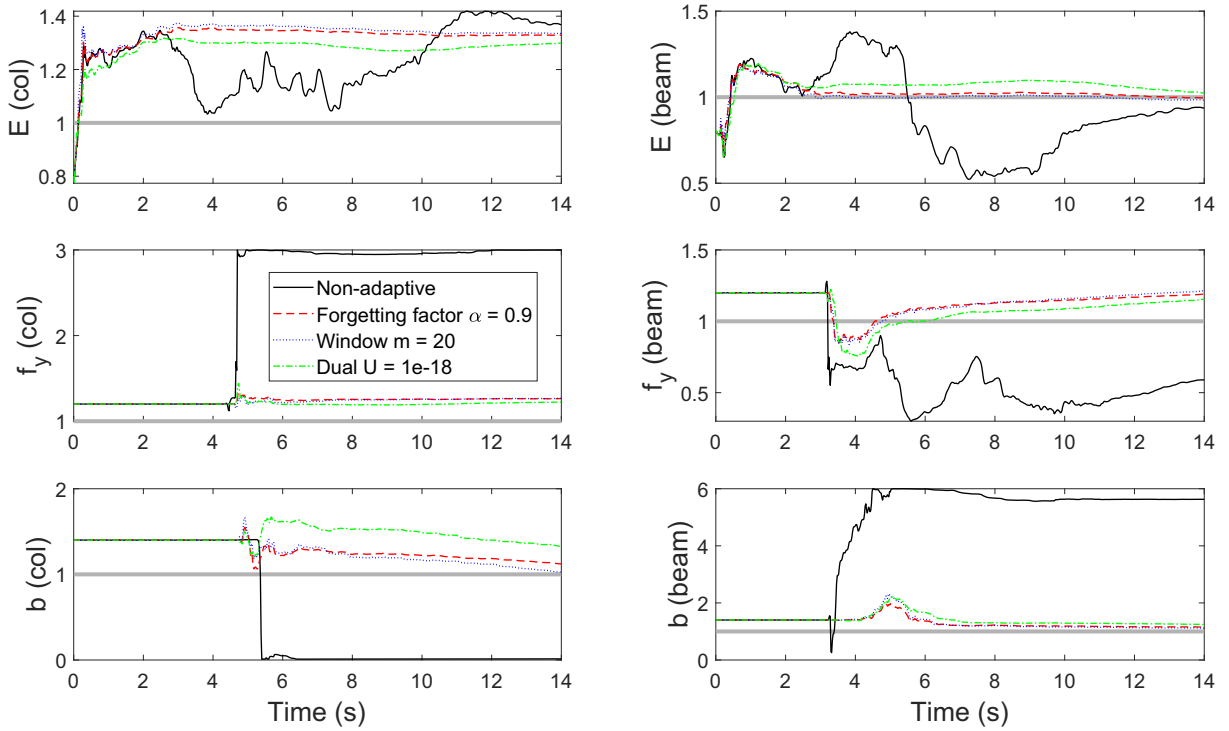 1.4
1.2
1
0.8
E (col)
0 2 4 6 8 10 12 14
1.5
1
0.5
E (beam)
0 2 4 6 8 10 12 14
3
2
1
f_y (col)
0 2 4 6 8 10 12 14
Non-adaptive
Forgetting factor α = 0.9
Window m = 20
Dual U = 1e-18
1.5
1
0.5
f_y (beam)
0 2 4 6 8 10 12 14
2
1
0
b (col)
0 2 4 6 8 10 12 14
Time (s)
6
4
2
0
b (beam)
0 2 4 6 8 10 12 14
Time (s)